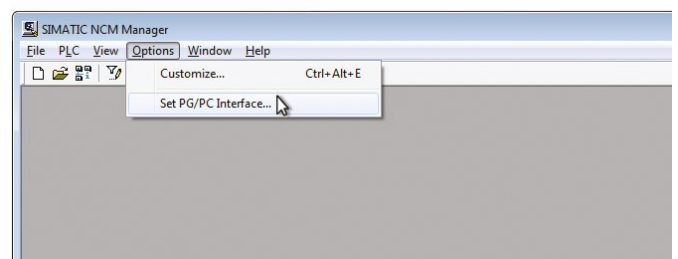 SIMATIC NCM Manager
File PLC View Options Window Help
Customize... Ctrl+Alt+E
Set PG/PC Interface...